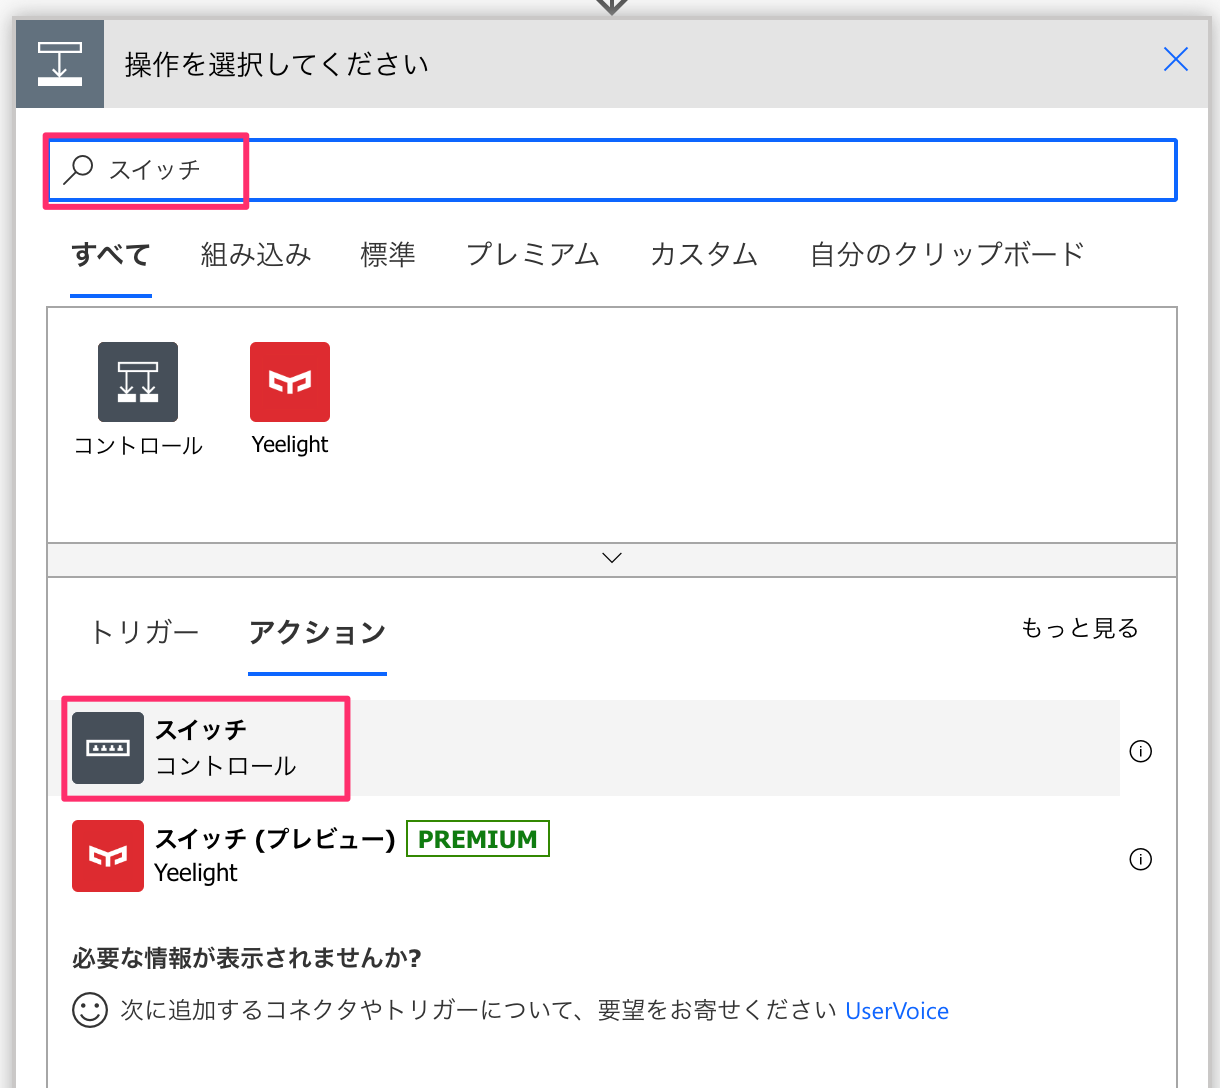 操作を選択してください
スイッチ
すべて 組み込み 標準 プレミアム カスタム 自分のクリップボード
コントロール Yeelight
トリガー アクション もっと見る
スイッチ
コントロール
スイッチ (プレビュー) PREMIUM
Yeelight
必要な情報が表示されませんか?
次に追加するコネクタやトリガーについて、要望をお寄せください UserVoice